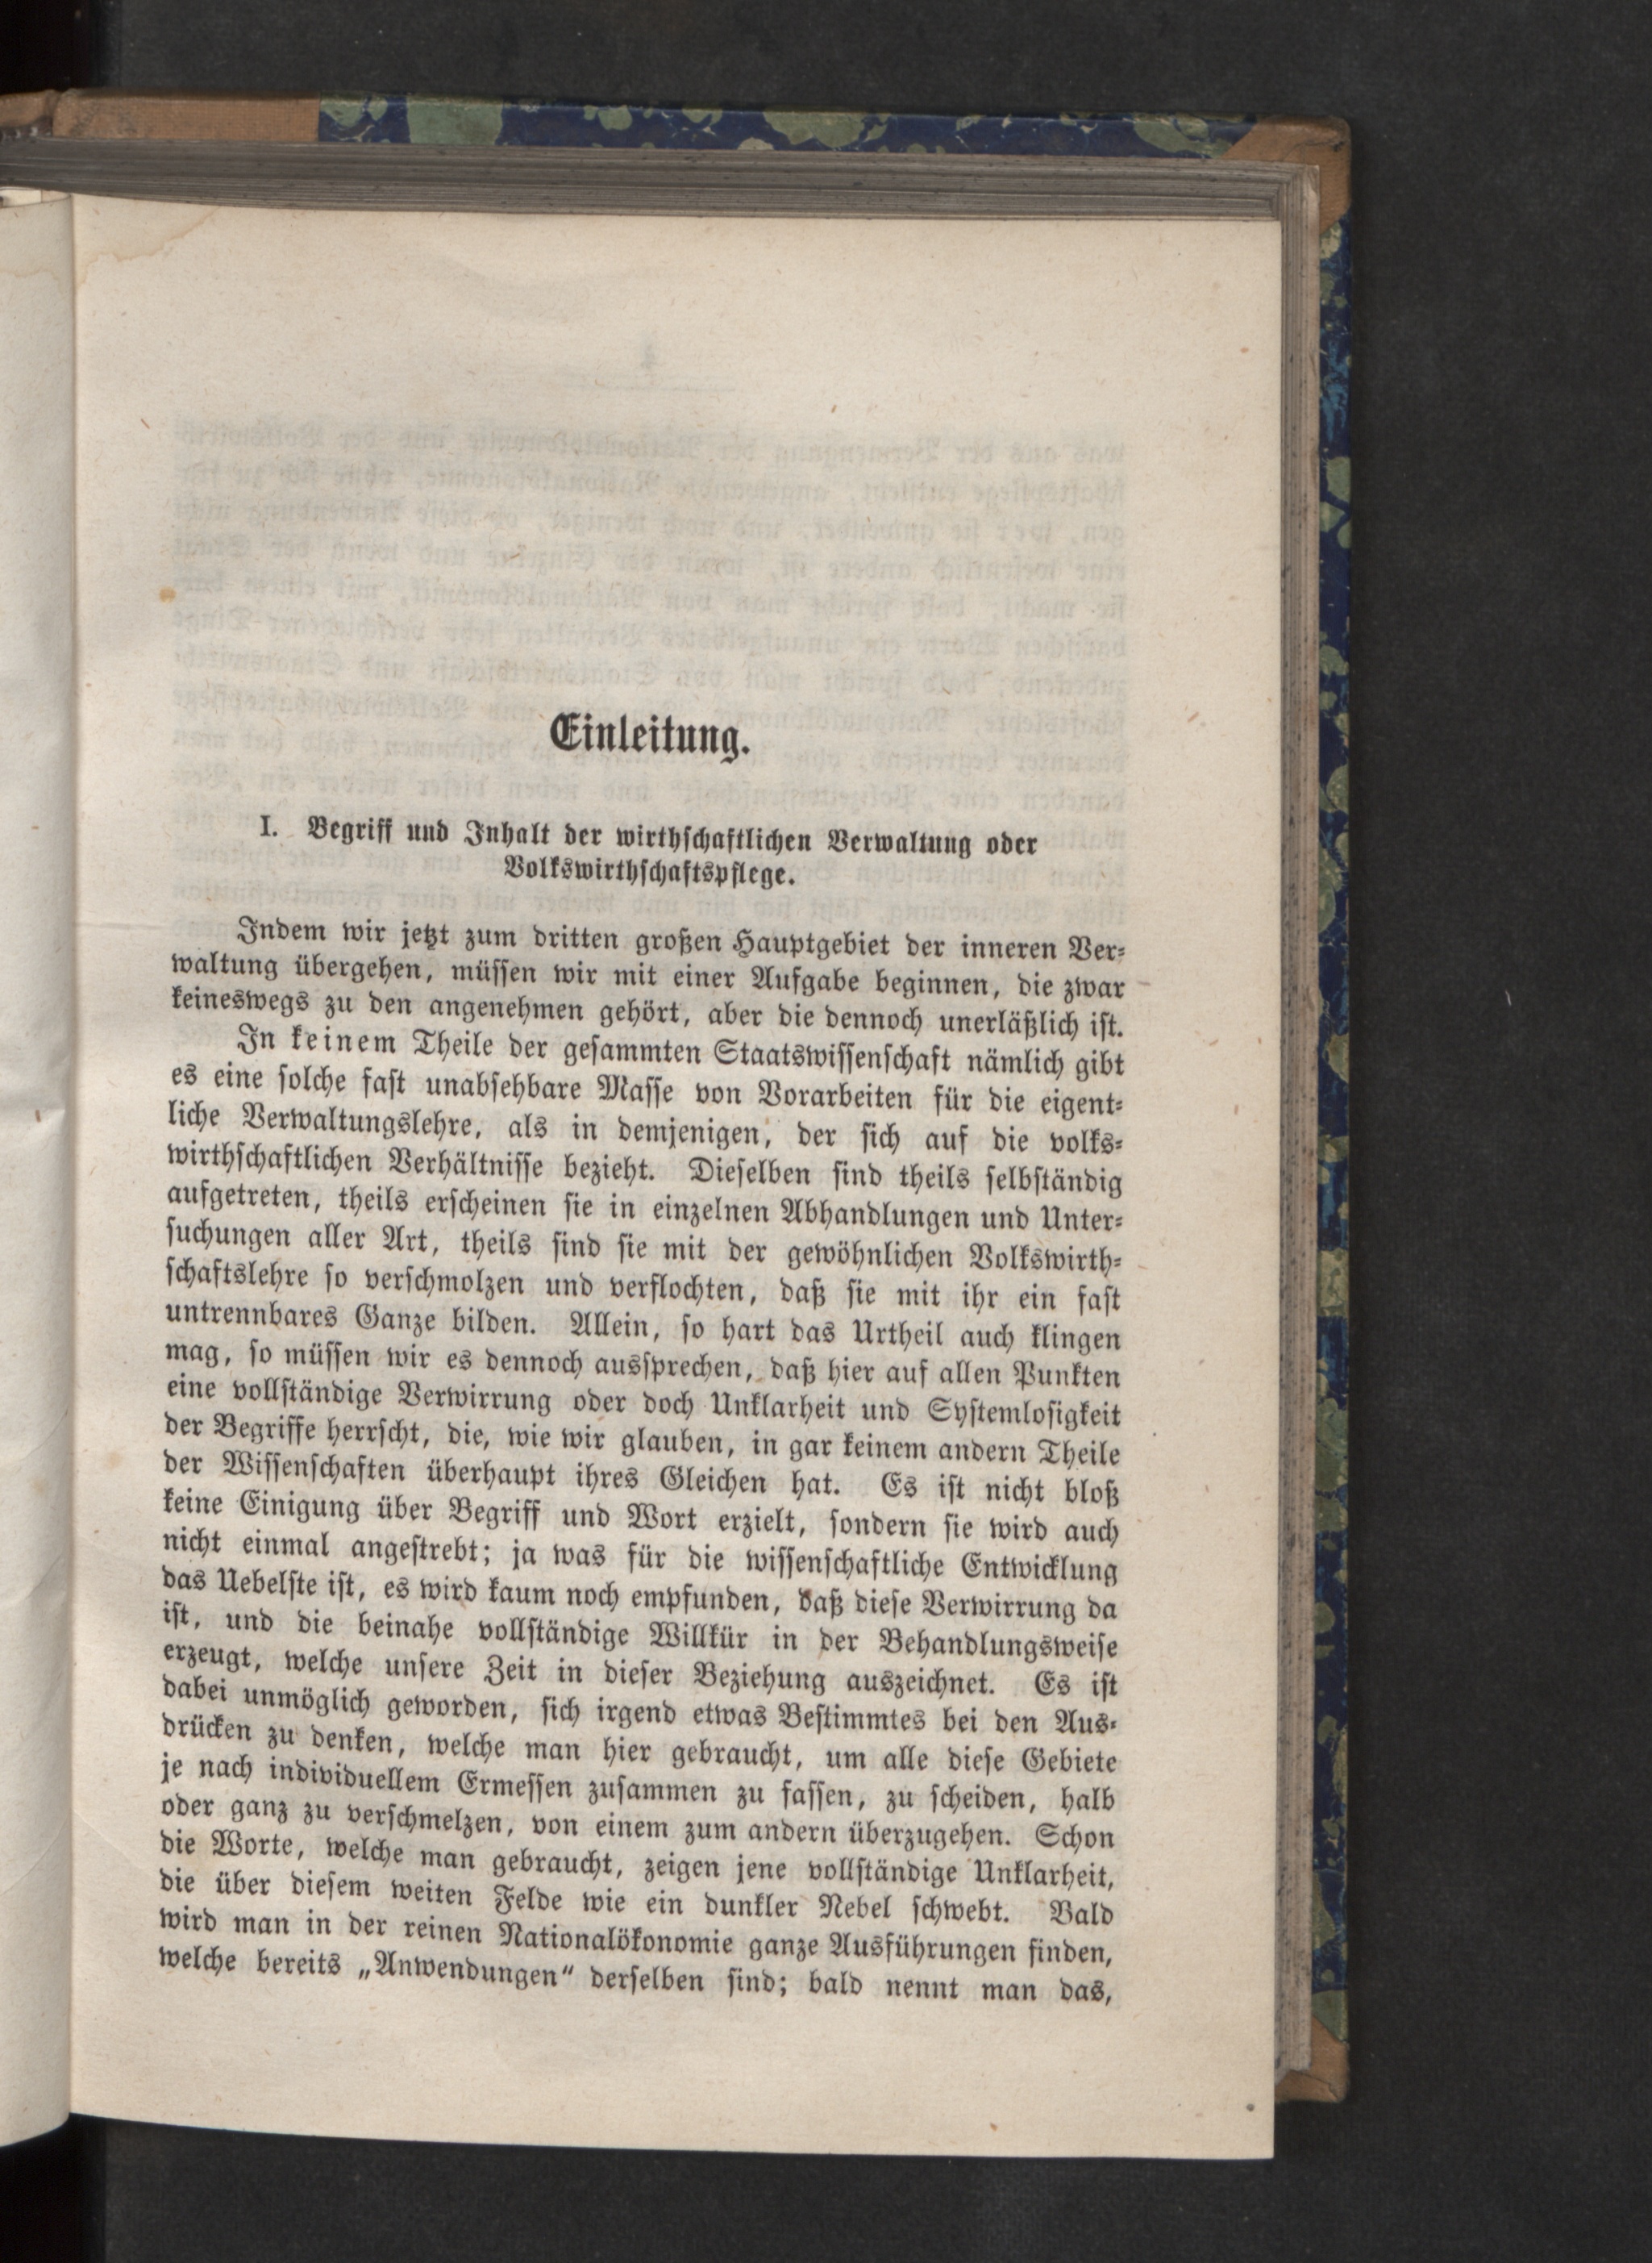 Einleitung.
I. Begriff und Inhalt der wirthschaftlichen Verwaltung oder
Volkswirthschaftspflege.
Indem wir jetzt zum dritten großen Hauptgebiet der inneren Ver-
waltung übergehen, müssen wir mit einer Aufgabe beginnen, die zwar
keineswegs zu den angenehmen gehört, aber die dennoch unerläßlich ist.
In keinem Theile der gesammten Staatswissenschaft nämlich gibt
es eine solche fast unabsehbare Masse von Vorarbeiten für die eigent-
liche Verwaltungslehre, als in demjenigen, der sich auf die volks-
wirthschaftlichen Verhältnisse bezieht. Dieselben sind theils selbständig
aufgetreten, theils erscheinen sie in einzelnen Abhandlungen und Unter-
suchungen aller Art, theils sind sie mit der gewöhnlichen Volkswirth-
schaftslehre so verschmolzen und verflochten, daß sie mit ihr ein fast
untrennbares Ganze bilden. Allein, so hart das Urtheil auch klingen
mag, so müssen wir es dennoch aussprechen, daß hier auf allen Punkten
eine vollständige Verwirrung oder doch Unklarheit und Systemlosigkeit
der Begriffe herrscht, die, wie wir glauben, in gar keinem andern Theile
der Wissenschaften überhaupt ihres Gleichen hat. Es ist nicht bloß
keine Einigung über Begriff und Wort erzielt, sondern sie wird auch
nicht einmal angestrebt; ja was für die wissenschaftliche Entwicklung
das Uebelste ist, es wird kaum noch empfunden, daß diese Verwirrung da
ist, und die beinahe vollständige Willkür in der Behandlungsweise
erzeugt, welche unsere Zeit in dieser Beziehung auszeichnet. Es ist
dabei unmöglich geworden, sich irgend etwas Bestimmtes bei den Aus-
drücken zu denken, welche man hier gebraucht, um alle diese Gebiete
je nach individuellem Ermessen zusammen zu fassen, zu scheiden, halb
oder ganz zu verschmelzen, von einem zum andern überzugehen. Schon
die Worte, welche man gebraucht, zeigen jene vollständige Unklarheit,
die über diesem weiten Felde wie ein dunkler Nebel schwebt. Bald
wird man in der reinen Nationalökonomie ganze Ausführungen finden,
welche bereits „Anwendungen“ derselben sind; bald nennt man das,